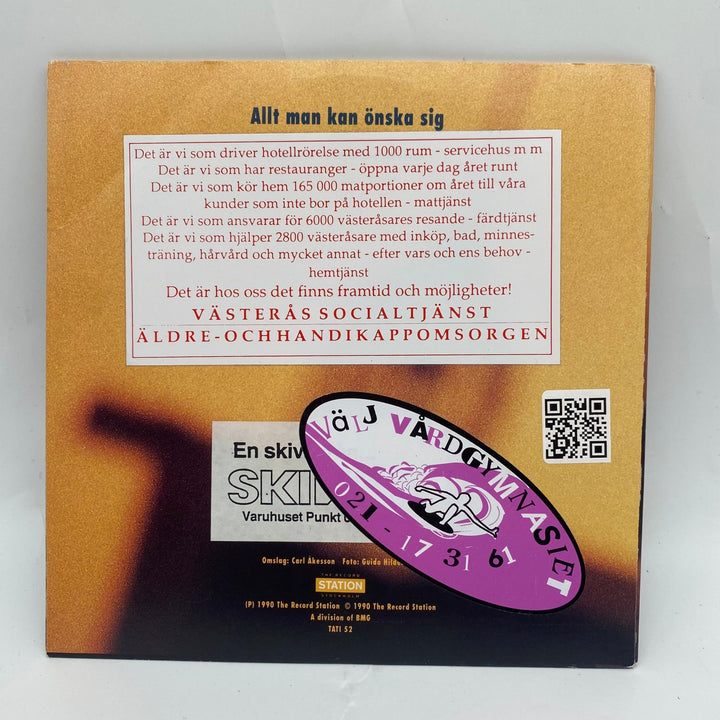 Allt man kan önska sig
Det är vi som driver hotellrörelse med 1000 rum - servicehus m m
Det är vi som har restauranger - öppna varje dag året runt
Det är vi som kör hem 165 000 matportioner om året till våra
kunder som inte bor på hotellen - mattjänst
Det är vi som ansvarar för 6000 västeråsares resande - färdtjänst
Det är vi som hjälper 2800 västeråsare med inköp, bad, minnes-
träning, hårvård och mycket annat - efter vars och ens behov -
hemtjänst
Det är hos oss det finns framtid och möjligheter!
VÄSTERÅS SOCIALTJÄNST
ÄLDRE-OCHHANDIKAPPOMSORGEN
VäLJ VÅRDGYMNASIET
021-173161
En skiv
Varuhuset Punkt
Omslag: Carl Åkesson Foto: Guido
THE RECORD
STATION
STOCKHOLM
(P) 1990 The Record Station © 1990 The Record Station
A division of BMG
TATI 52